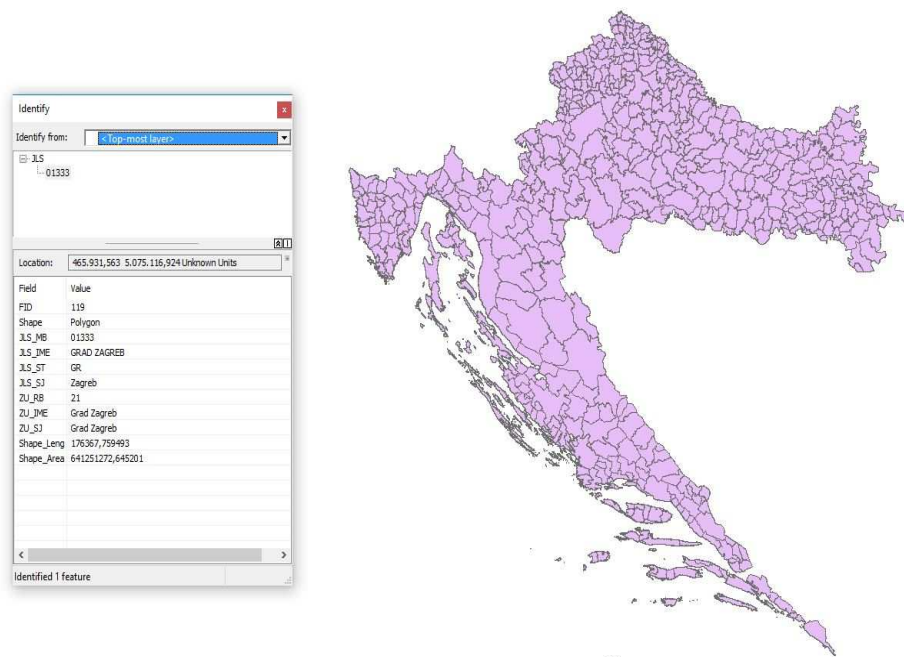 Identify
x
Identify from: <Top-most layer>
JLS
01333
Location: 465.931,563 5.075.116,924 Unknown Units
Field Value
FID 119
Shape Polygon
JLS_MB 01333
JLS_IME GRAD ZAGREB
JLS_ST GR
JLS_SJ Zagreb
ZU_RB 21
ZU_IME Grad Zagreb
ZU_SJ Grad Zagreb
Shape_Leng 176367,759493
Shape_Area 641251272,645201
Identified 1 feature